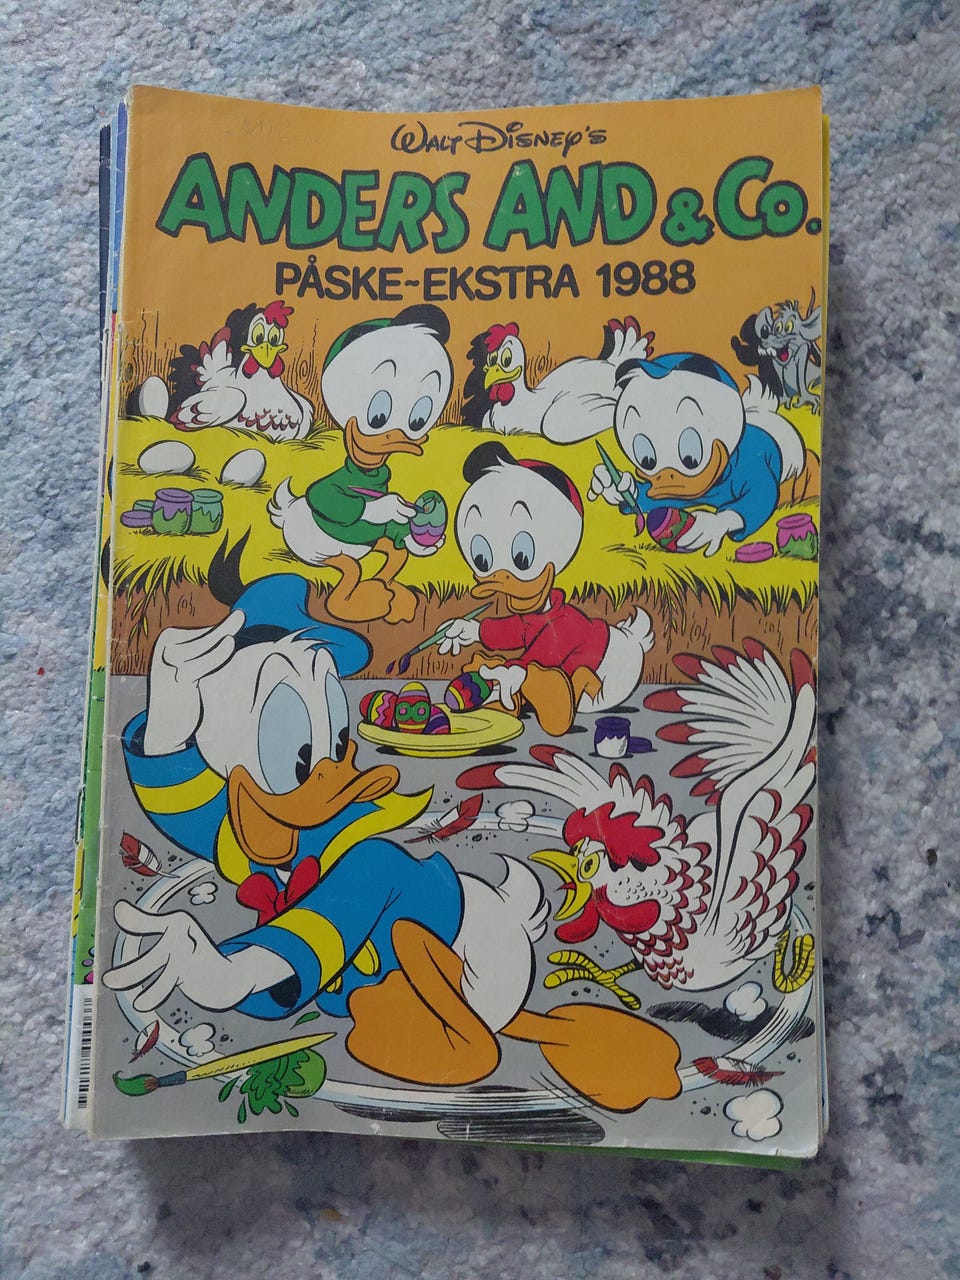 WALT DISNEY'S
ANDERS AND & Co.
PÅSKE-EKSTRA 1988